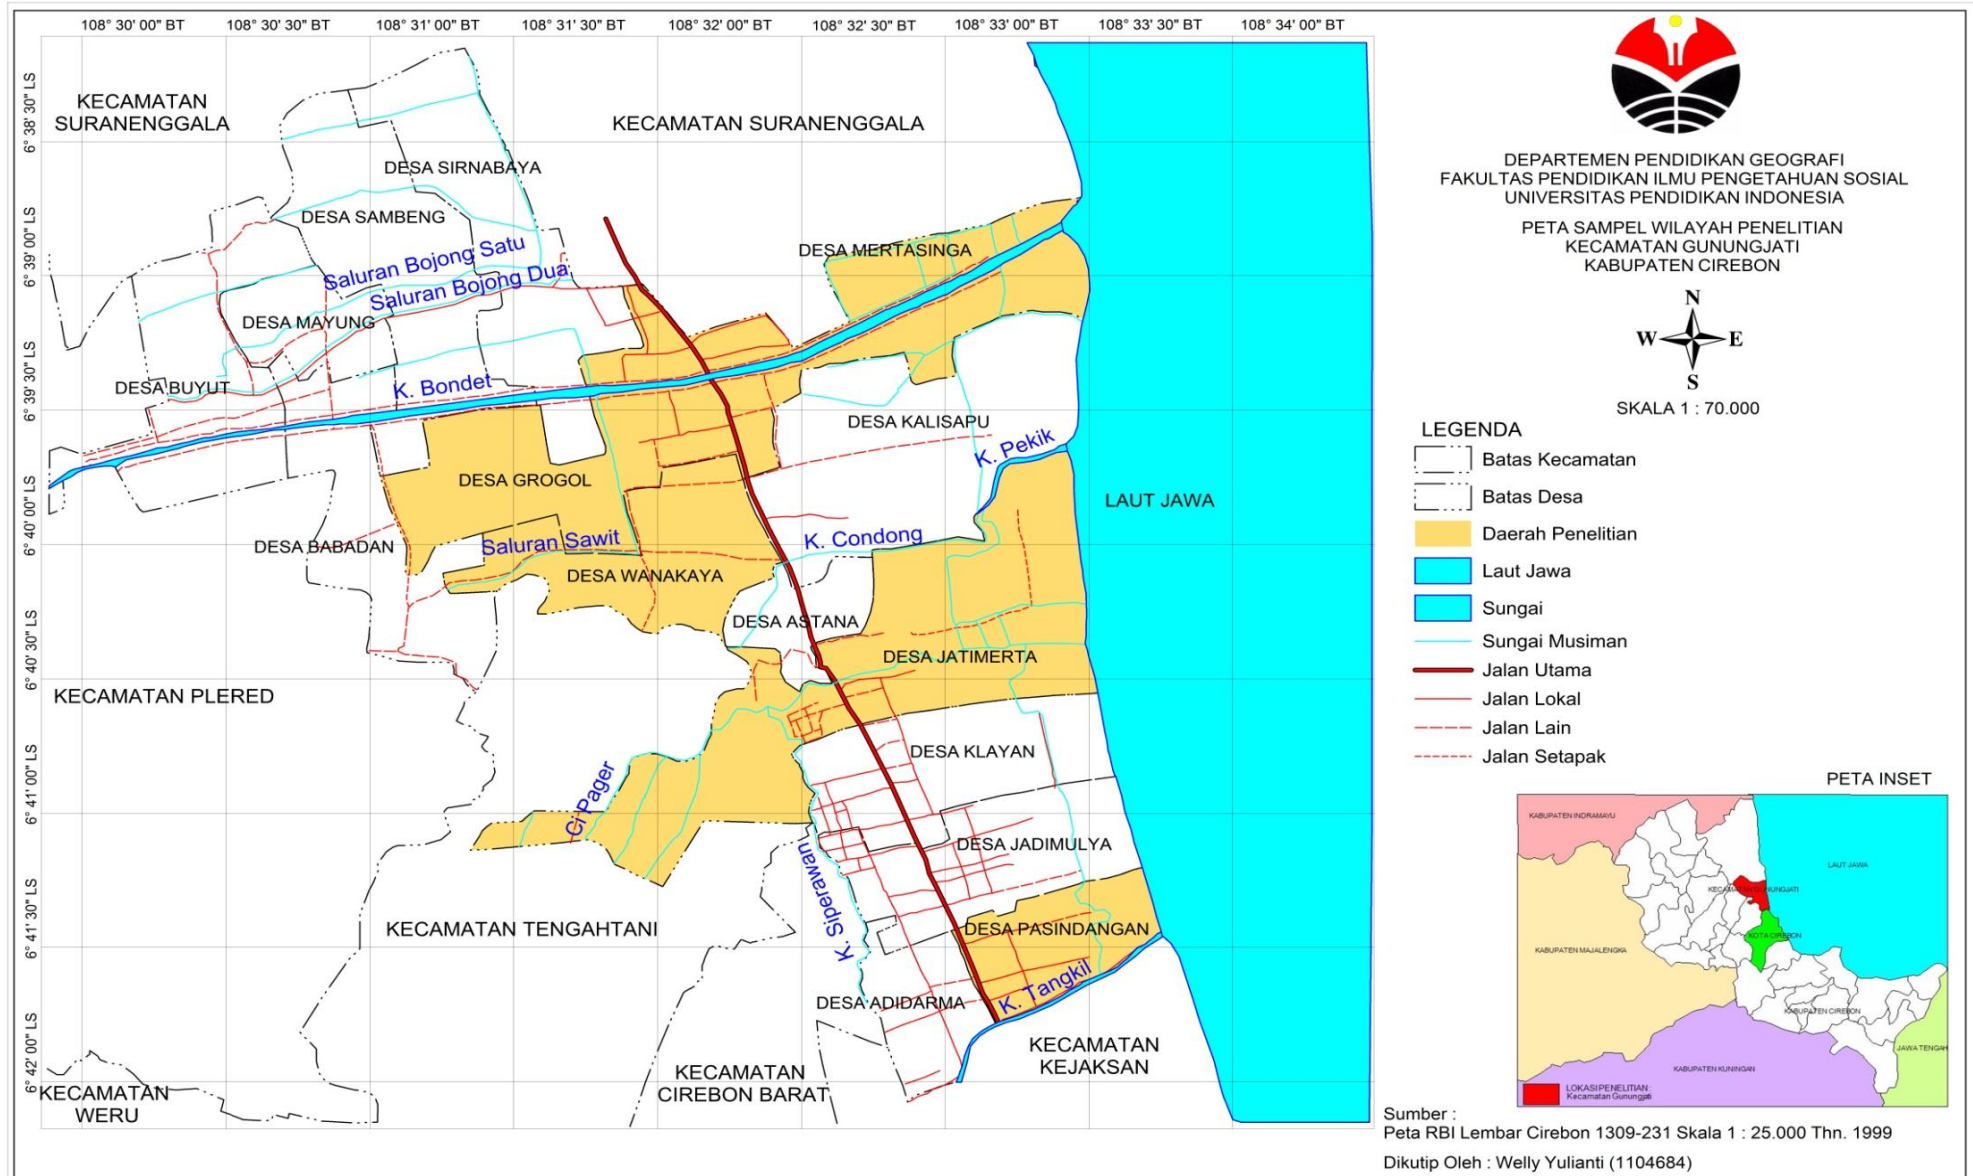 108° 30' 00" BT
108° 30' 30" BT
108° 31' 00" BT
108° 31' 30" BT
108° 32' 00" BT
108° 32' 30" BT
108° 33' 00" BT
108° 33' 30" BT
108° 34' 00" BT
6° 38' 30" LS
6° 39' 00" LS
6° 39' 30" LS
6° 40' 00" LS
6° 40' 30" LS
6° 41' 00" LS
6° 41' 30" LS
6° 42' 00" LS
KECAMATAN
SURANENGGALA
KECAMATAN SURANENGGALA
DESA SIRNABAYA
DESA SAMBENG
Saluran Bojong Satu
Saluran Bojong Dua
DESA MERTASINGA
DESA MAYUNG
DESA BUYUT
K. Bondet
DESA KALISAPU
K. Pekik
DESA GROGOL
LAUT JAWA
DESA BABADAN
Saluran Sawit
K. Condong
DESA WANAKAYA
DESA ASTANA
DESA JATIMERTA
KECAMATAN PLERED
DESA KLAYAN
Ci Pager
DESA JADIMULYA
K. Siperawan
KECAMATAN TENGAHTANI
DESA PASINDANGAN
K. Tangkil
DESA ADIDARMA
KECAMATAN
KEJAKSAN
KECAMATAN
CIREBON BARAT
KECAMATAN
WERU
DEPARTEMEN PENDIDIKAN GEOGRAFI
FAKULTAS PENDIDIKAN ILMU PENGETAHUAN SOSIAL
UNIVERSITAS PENDIDIKAN INDONESIA
PETA SAMPEL WILAYAH PENELITIAN
KECAMATAN GUNUNGJATI
KABUPATEN CIREBON
N
W E
S
SKALA 1 : 70.000
LEGENDA
Batas Kecamatan
Batas Desa
Daerah Penelitian
Laut Jawa
Sungai
Sungai Musiman
Jalan Utama
Jalan Lokal
Jalan Lain
Jalan Setapak
PETA INSET
KABUPATEN INDRAMAYU
LAUT JAWA
KECAMATAN GUNUNGJATI
KOTA CIREBON
KABUPATEN MAJALENGKA
KABUPATEN CIREBON
JAWA TENGAH
KABUPATEN KUNINGAN
LOKASI PENELITIAN :
Kecamatan Gunungjati
Sumber :
Peta RBI Lembar Cirebon 1309-231 Skala 1 : 25.000 Thn. 1999
Dikutip Oleh : Welly Yulianti (1104684)